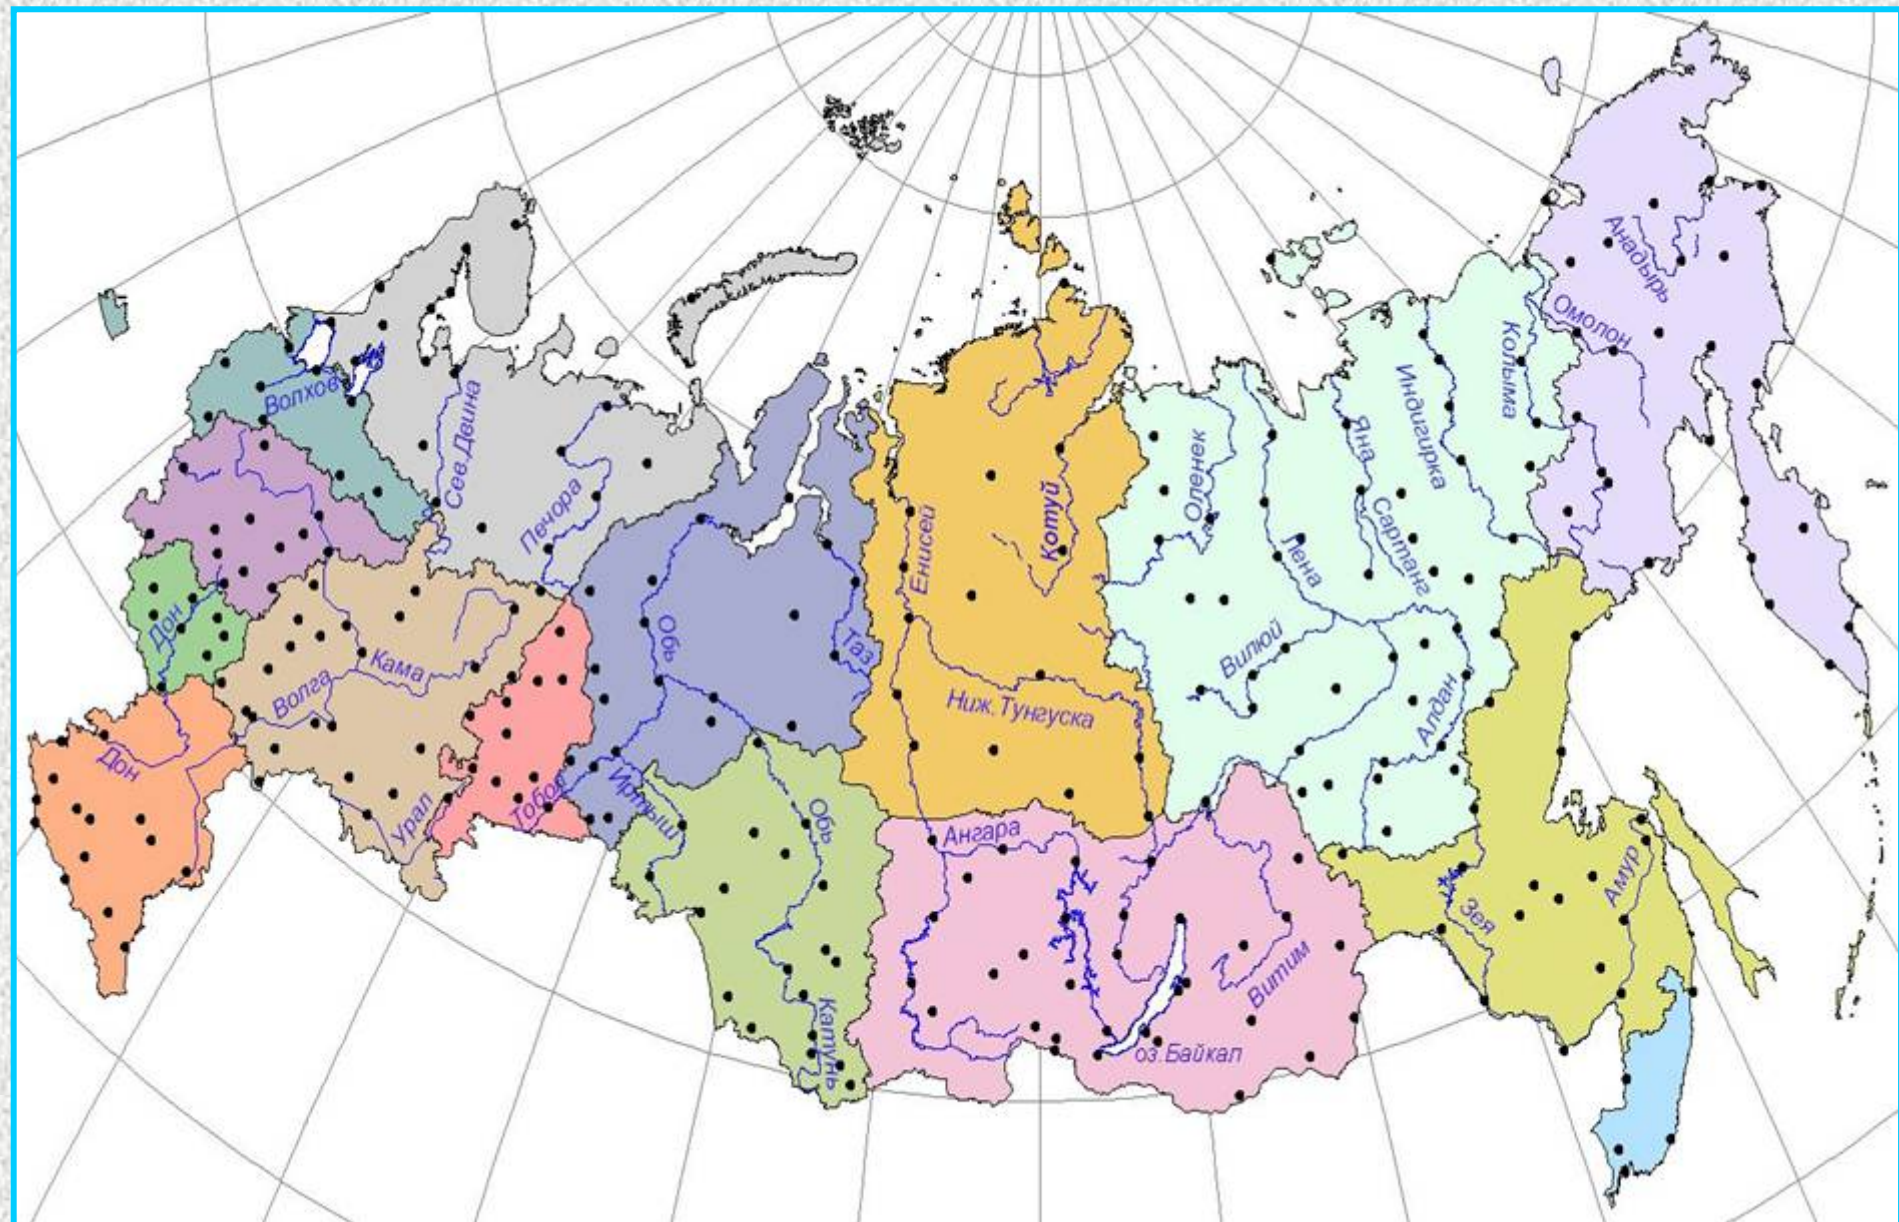 Волхов
Сев.Двина
Печора
Дон
Волга
Кама
Дон
Урал
Тобол
Иртыш
Обь
Таз
Обь
Катунь
Енисей
Котуй
Ниж.Тунгуска
Ангара
оз.Байкал
Витим
Оленек
Лена
Вилюй
Алдан
Яна
Сартанг
Индигирка
Колыма
Омолон
Анадырь
Зея
Амур